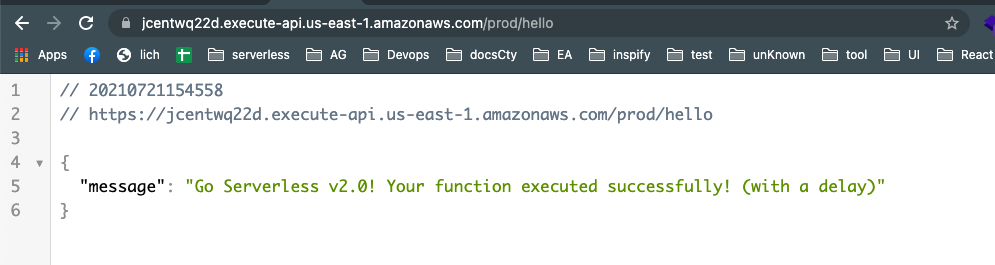 jcentwq22d.execute-api.us-east-1.amazonaws.com/prod/hello
Apps lich serverless AG Devops docsCty EA inspify test unKnown tool UI React
1 // 20210721154558
2 // https://jcentwq22d.execute-api.us-east-1.amazonaws.com/prod/hello
3
4 {
5 "message": "Go Serverless v2.0! Your function executed successfully! (with a delay)"
6 }